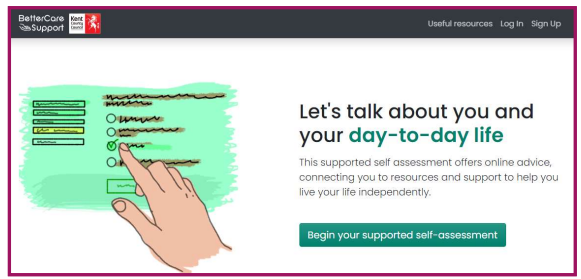 BetterCare
Support
Kent
County
Council
Useful resources Log In Sign Up
Let's talk about you and
your day-to-day life
This supported self assessment offers online advice,
connecting you to resources and support to help you
live your life independently.
Begin your supported self-assessment